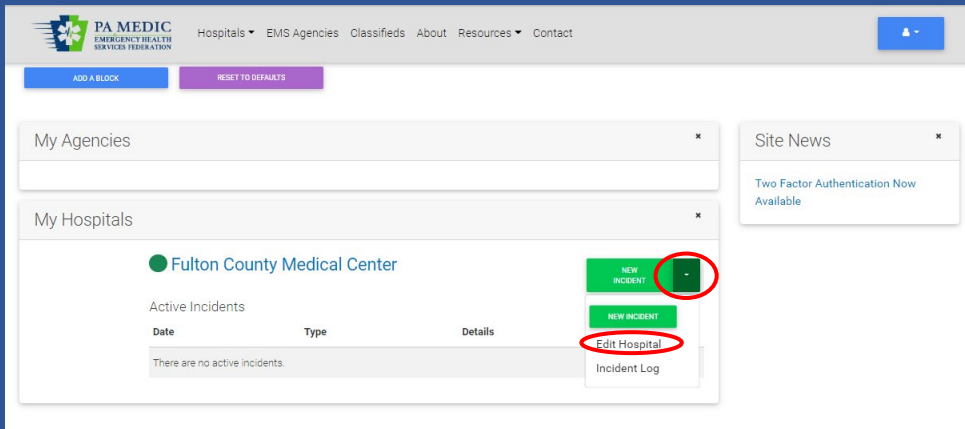 PA MEDIC
EMERGENCY HEALTH
SERVICES FEDERATION
Hospitals EMS Agencies Classifieds About Resources Contact
ADD A BLOCK RESET TO DEFAULTS
My Agencies
Site News
Two Factor Authentication Now
Available
My Hospitals
Fulton County Medical Center
NEW
INCIDENT
Active Incidents
NEW INCIDENT
Date Type Details
Edit Hospital
There are no active incidents.
Incident Log